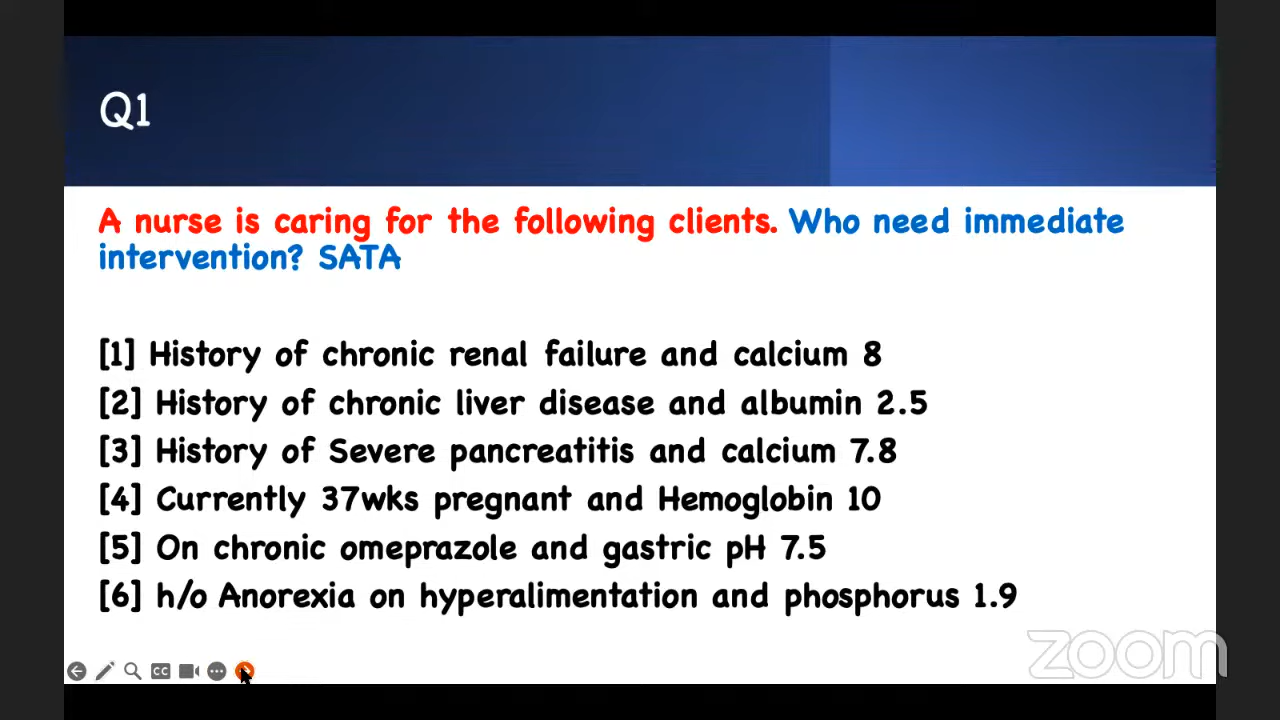 Q1
A nurse is caring for the following clients. Who need immediate
intervention? SATA
[1] History of chronic renal failure and calcium 8
[2] History of chronic liver disease and albumin 2.5
[3] History of Severe pancreatitis and calcium 7.8
[4] Currently 37wks pregnant and Hemoglobin 10
[5] On chronic omeprazole and gastric pH 7.5
[6] h/o Anorexia on hyperalimentation and phosphorus 1.9
CC
zoom